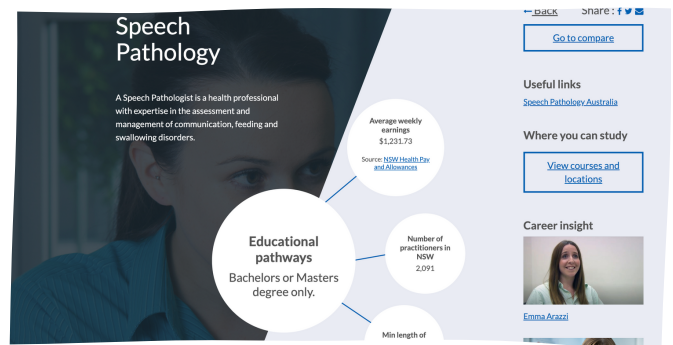 Speech
Pathology
A Speech Pathologist is a health professional
with expertise in the assessment and
management of communication, feeding and
swallowing disorders.
Average weekly
earnings
$1,231.73
Source: NSW Health Pay
and Allowances
Educational
pathways
Bachelors or Masters
degree only.
Number of
practitioners in
NSW
2,091
Min length of
← Back
Share :
Go to compare
Useful links
Speech Pathology Australia
Where you can study
View courses and
locations
Career insight
Emma Arazzi